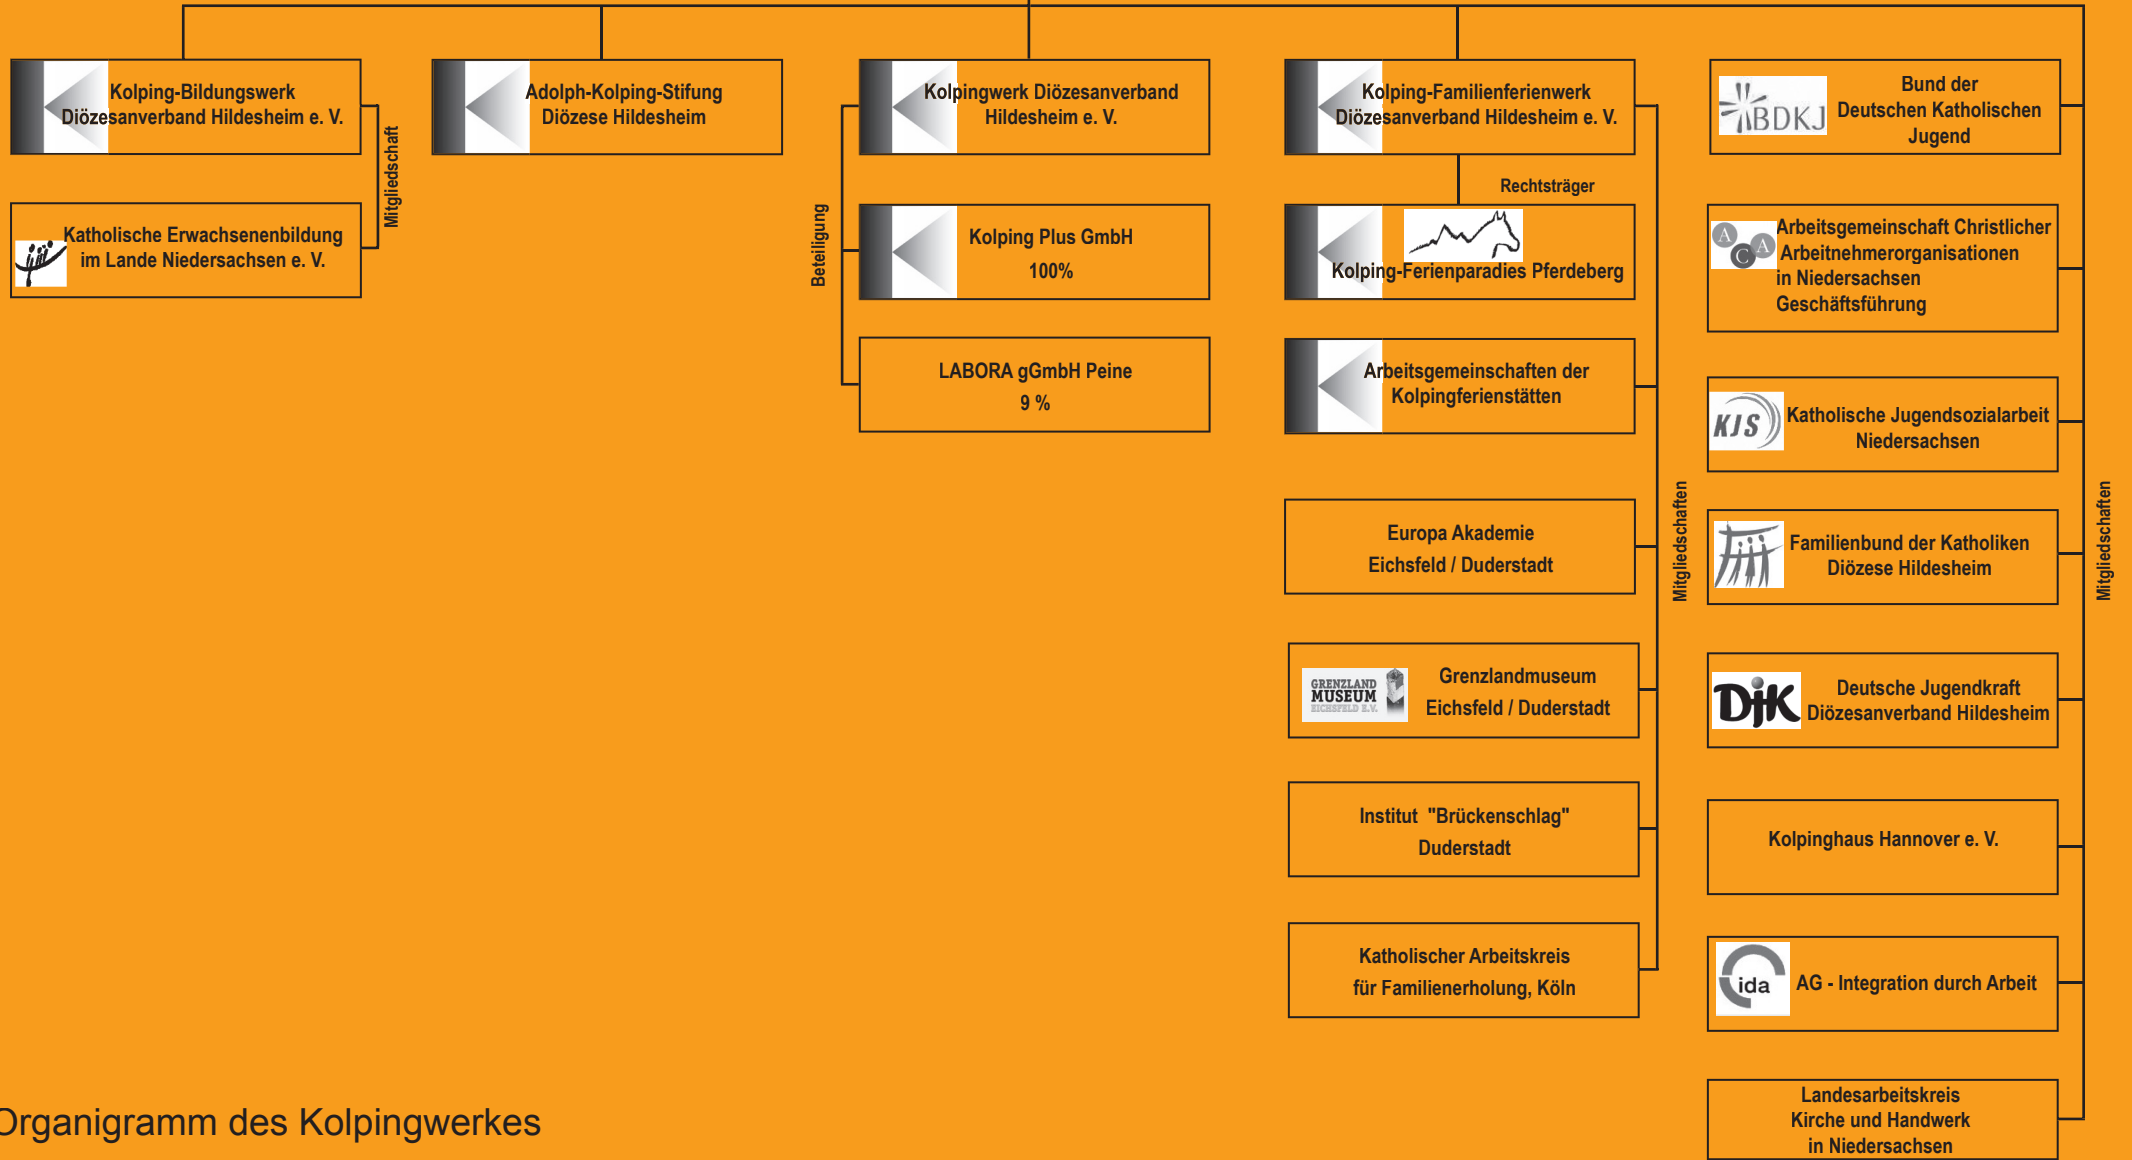 Kolping-Bildungswerk
Diözesanverband Hildesheim e. V.
Mitgliedschaft
Katholische Erwachsenenbildung
im Lande Niedersachsen e. V.
Adolph-Kolping-Stifung
Diözese Hildesheim
Kolpingwerk Diözesanverband
Hildesheim e. V.
Beteiligung
Kolping Plus GmbH
100%
LABORA gGmbH Peine
9 %
Kolping-Familienferienwerk
Diözesanverband Hildesheim e. V.
Rechtsträger
Kolping-Ferienparadies Pferdeberg
Arbeitsgemeinschaften der
Kolpingferienstätten
Europa Akademie
Eichsfeld / Duderstadt
Mitgliedschaften
GRENZLAND
MUSEUM
EICHSFELD E.V.
Grenzlandmuseum
Eichsfeld / Duderstadt
Institut "Brückenschlag"
Duderstadt
Katholischer Arbeitskreis
für Familienerholung, Köln
BDKJ
Bund der
Deutschen Katholischen
Jugend
A C A
Arbeitsgemeinschaft Christlicher
Arbeitnehmerorganisationen
in Niedersachsen
Geschäftsführung
KJS
Katholische Jugendsozialarbeit
Niedersachsen
Familienbund der Katholiken
Diözese Hildesheim
Mitgliedschaften
DJK
Deutsche Jugendkraft
Diözesanverband Hildesheim
Kolpinghaus Hannover e. V.
ida
AG - Integration durch Arbeit
Landesarbeitskreis
Kirche und Handwerk
in Niedersachsen
Organigramm des Kolpingwerkes